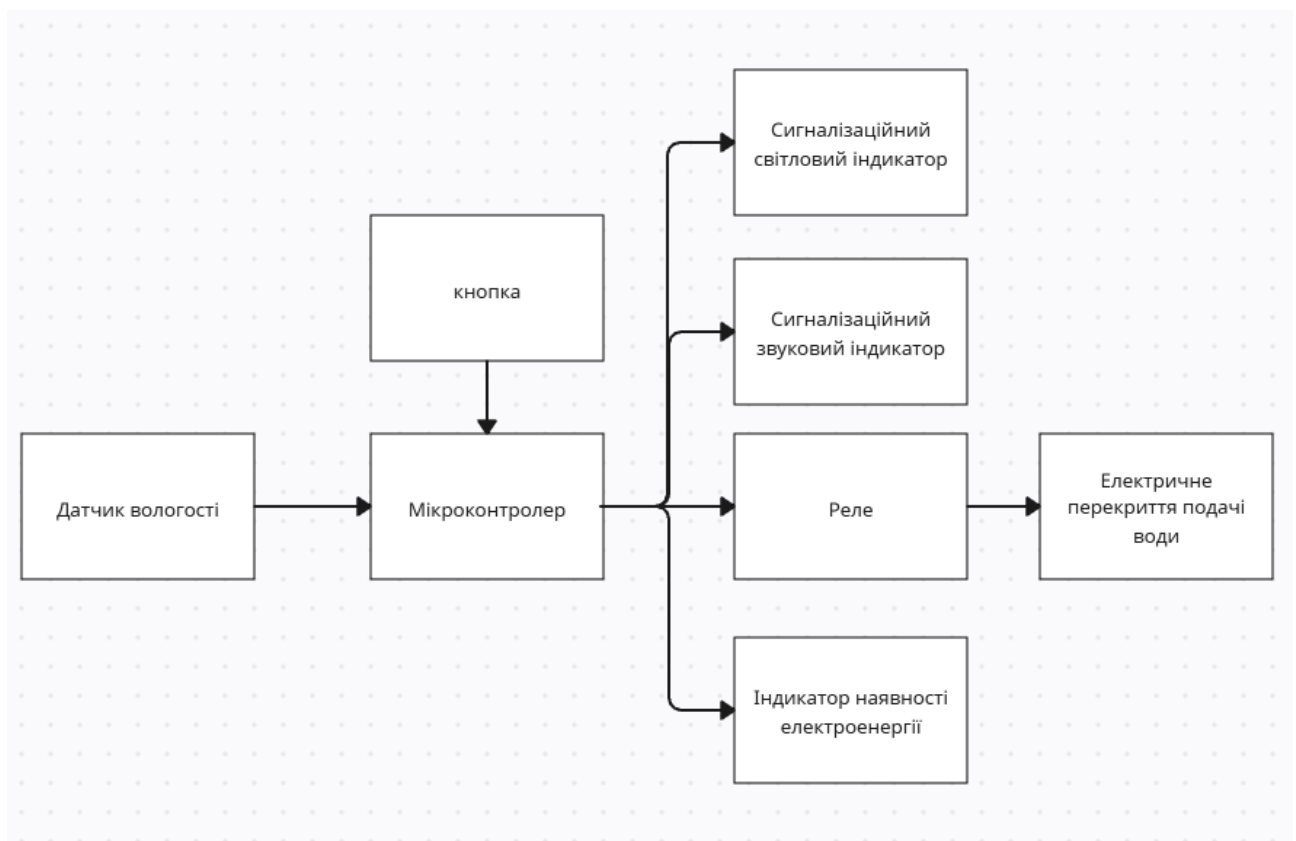 Сигналізаційний
світловий індикатор
кнопка
Сигналізаційний
звуковий індикатор
Датчик вологості
Мікроконтролер
Реле
Електричне
перекриття подачі
води
Індикатор наявності
електроенергії